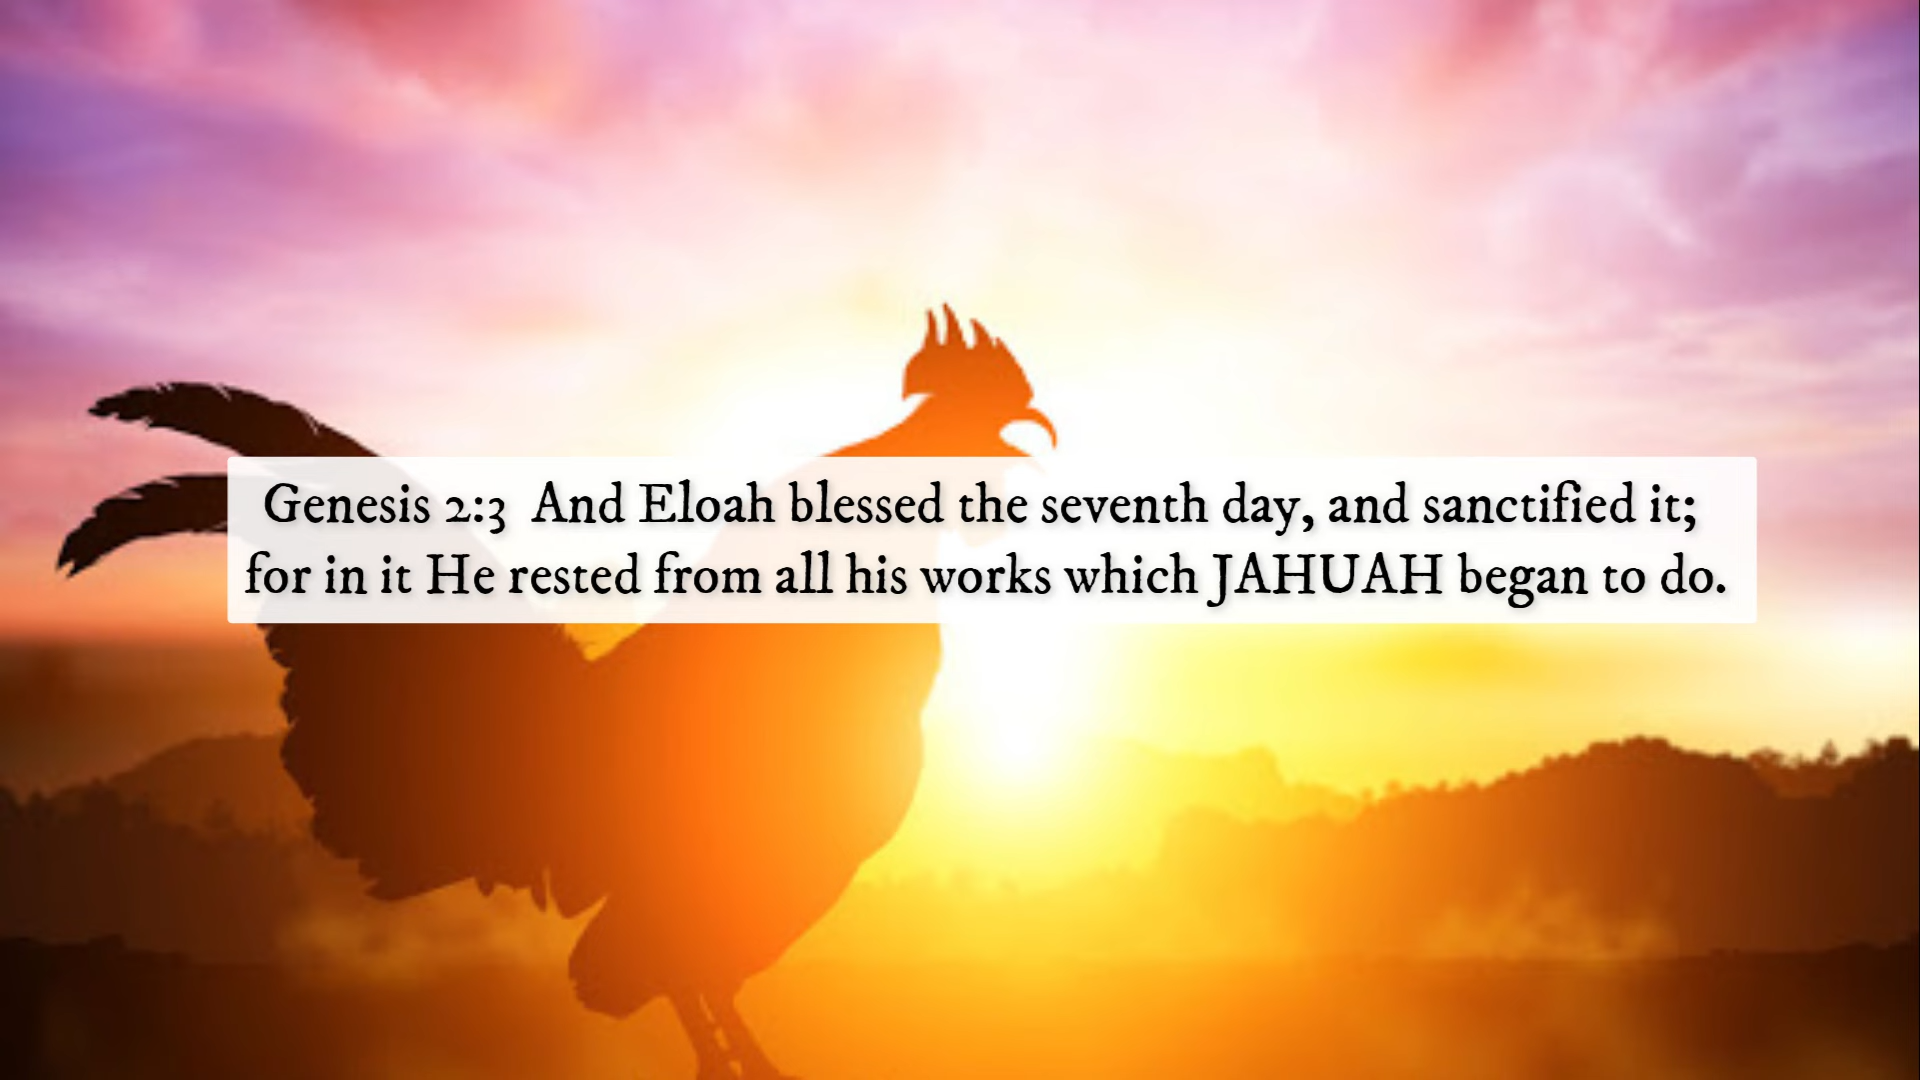 Genesis 2:3  And Eloah blessed the seventh day, and sanctified it;
for in it He rested from all his works which JAHUAH began to do.